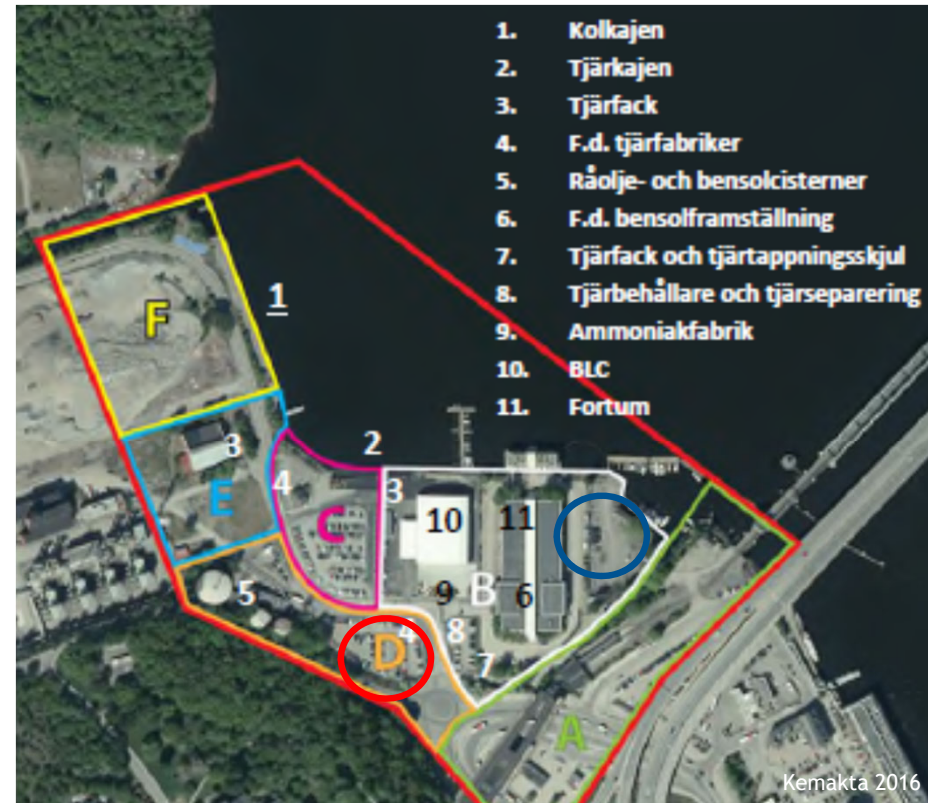 1. Kolkajen
2. Tjärkajen
3. Tjärfack
4. F.d. tjärfabriker
5. Råolje- och bensolcisterner
6. F.d. bensolframställning
7. Tjärfack och tjärtappningsskjul
8. Tjärbehållare och tjärseparering
9. Ammoniakfabrik
10. BLC
11. Fortum
F
1
2
3
8
4
E
C
3
10
11
5
9
B
6
4
8
D
7
A
Kemakta 2016